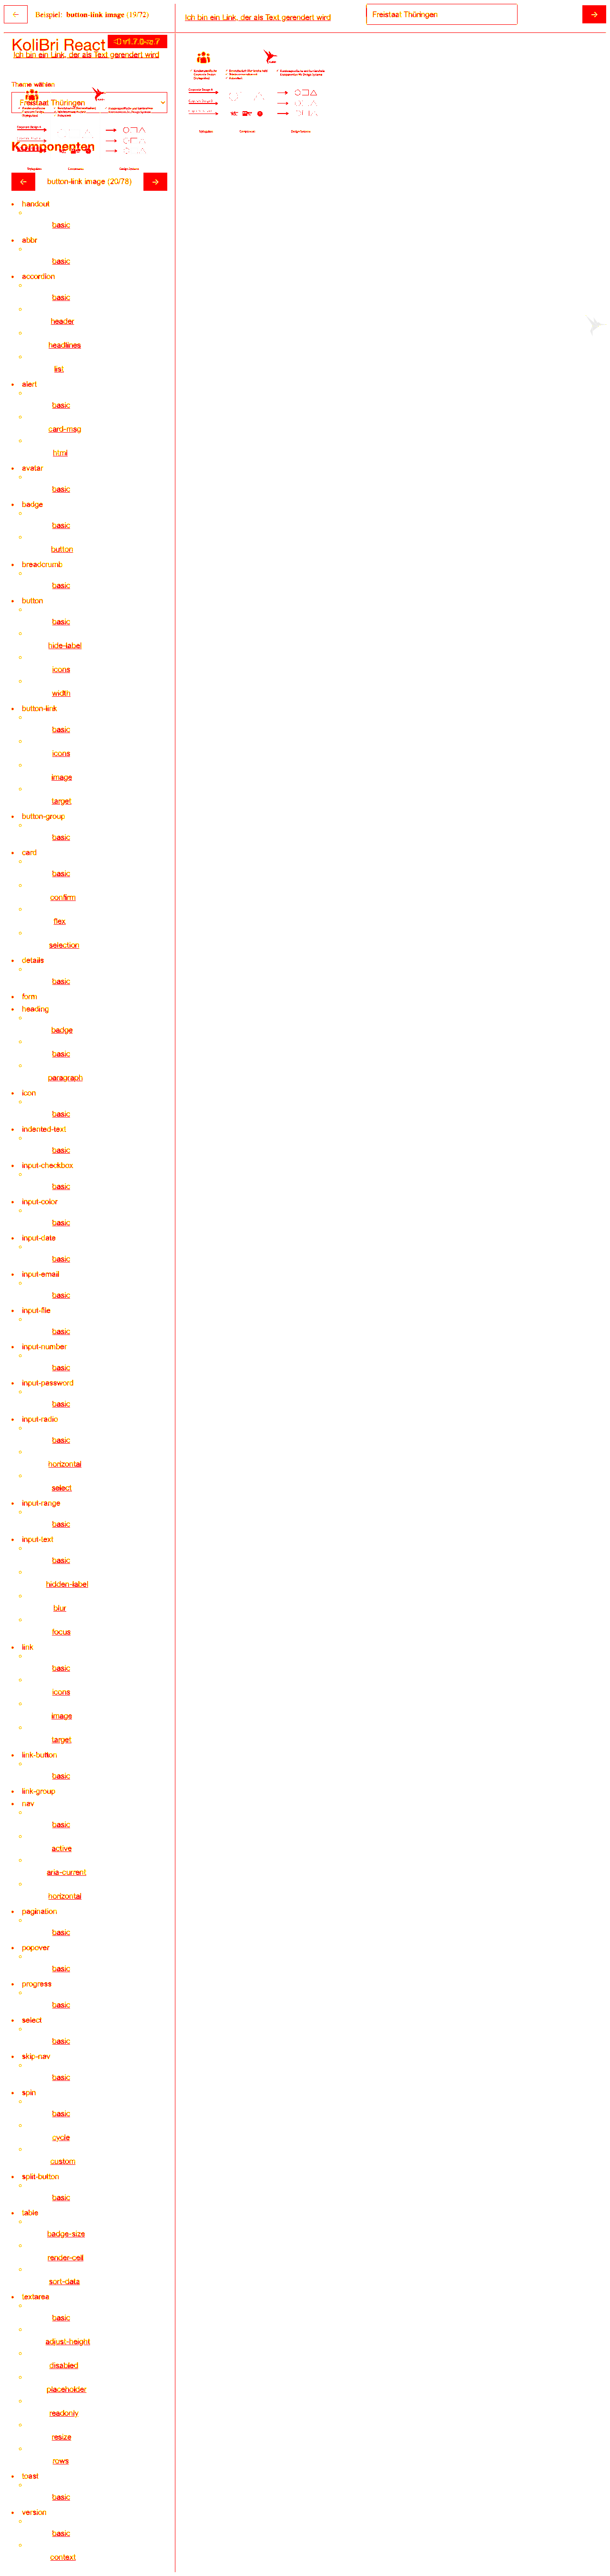 ← Beispiel: button-link image (19/72)
Ich bin ein Link, der als Text gerendert wird
Freistaat Thüringen
→
KoliBri React
v1.7.0-rc.7
Ich bin ein Link, der als Text gerendert wird
Theme wählen
Freistaat Thüringen
Komponenten
← button-link image (20/78) →
handout
basic
abbr
basic
accordion
basic
header
headlines
list
alert
basic
card-msg
html
avatar
basic
badge
basic
button
breadcrumb
basic
button
basic
hide-label
icons
width
button-link
basic
icons
image
target
button-group
basic
card
basic
confirm
flex
selection
details
basic
form
heading
badge
basic
paragraph
icon
basic
indented-text
basic
input-checkbox
basic
input-color
basic
input-date
basic
input-email
basic
input-file
basic
input-number
basic
input-password
basic
input-radio
basic
horizontal
select
input-range
basic
input-text
basic
hidden-label
blur
focus
link
basic
icons
image
target
link-button
basic
link-group
nav
basic
active
aria-current
horizontal
pagination
basic
popover
basic
progress
basic
select
basic
skip-nav
basic
spin
basic
cycle
custom
split-button
basic
table
badge-size
render-cell
sort-data
textarea
basic
adjust-height
disabled
placeholder
readonly
resize
rows
toast
basic
version
basic
context